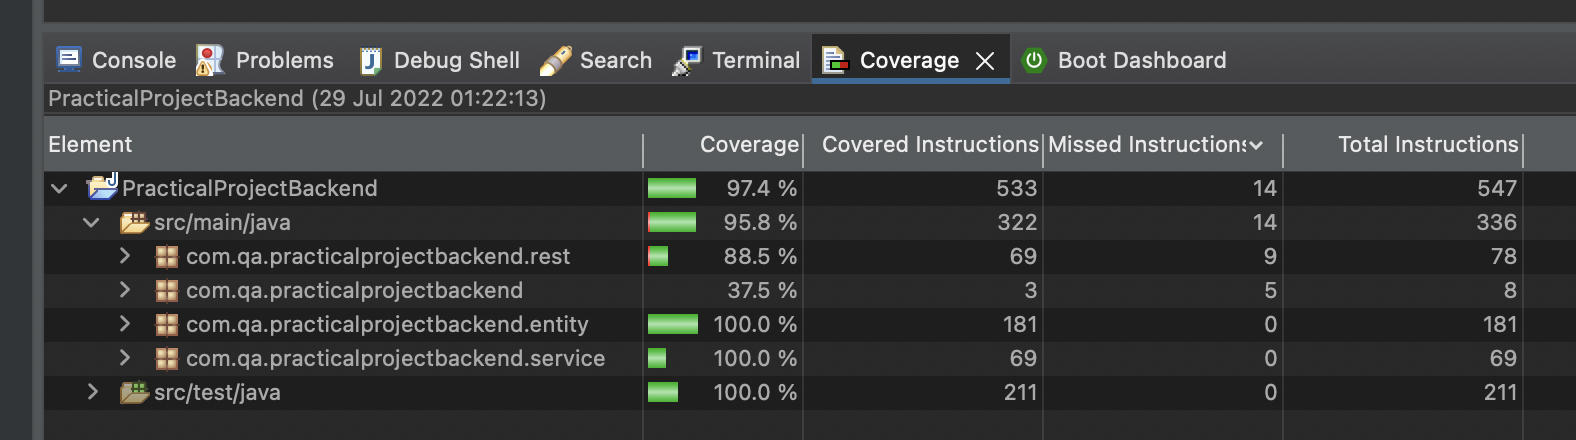 Console Problems Debug Shell Search Terminal Coverage Boot Dashboard
PracticalProjectBackend (29 Jul 2022 01:22:13)
Element Coverage Covered Instructions Missed Instructions Total Instructions
PracticalProjectBackend 97.4 % 533 14 547
src/main/java 95.8 % 322 14 336
com.qa.practicalprojectbackend.rest 88.5 % 69 9 78
com.qa.practicalprojectbackend 37.5 % 3 5 8
com.qa.practicalprojectbackend.entity 100.0 % 181 0 181
com.qa.practicalprojectbackend.service 100.0 % 69 0 69
src/test/java 100.0 % 211 0 211